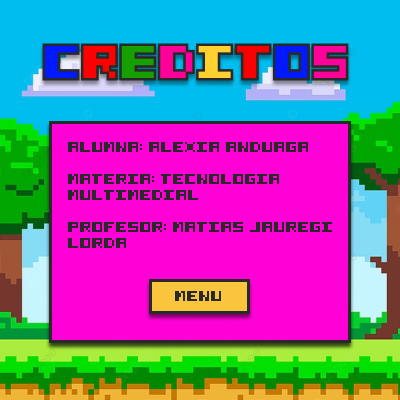 CREDITOS
ALUMNA: ALEXIA ANDUAGA
MATERIA: TECNOLOGIA
MULTIMEDIAL
PROFESOR: MATIAS JAUREGI
LORDA
MENU